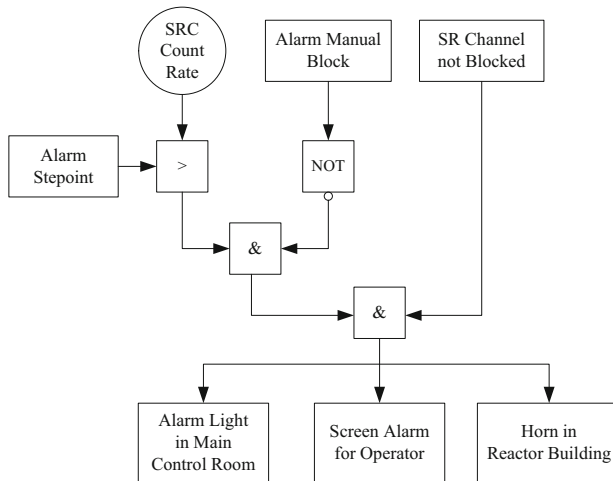 SRC
Count
Rate
Alarm Manual
Block
SR Channel
not Blocked
Alarm
Stepoint
>
NOT
&
&
Alarm Light
in Main
Control Room
Screen Alarm
for Operator
Horn in
Reactor Building